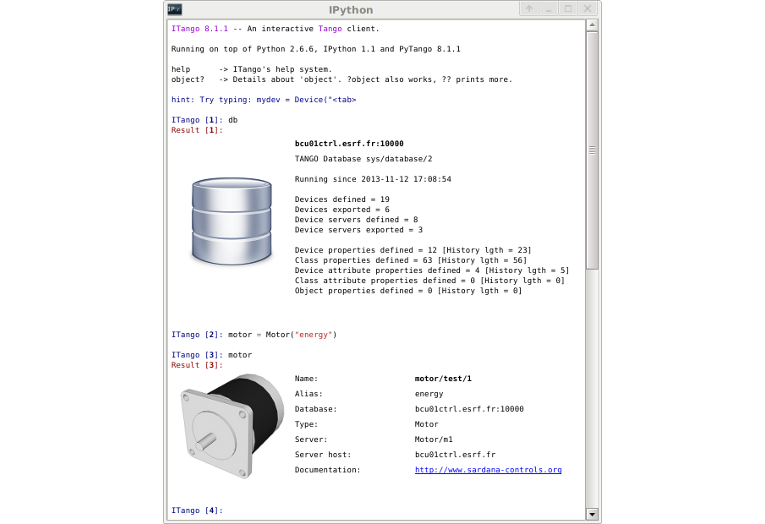 IPython
IP:
ITango 8.1.1 -- An interactive Tango client.
Running on top of Python 2.6.6, IPython 1.1 and PyTango 8.1.1
help -> ITango's help system.
object? -> Details about 'object'. ?object also works, ?? prints more.
hint: Try typing: mydev = Device("<tab>
ITango [1]: db
Result [1]:
bcu01ctrl.esrf.fr:10000
TANGO Database sys/database/2
Running since 2013-11-12 17:08:54
Devices defined = 19
Devices exported = 6
Device servers defined = 8
Device servers exported = 3
Device properties defined = 12 [History lgth = 23]
Class properties defined = 63 [History lgth = 56]
Device attribute properties defined = 4 [History lgth = 5]
Class attribute properties defined = 0 [History lgth = 0]
Object properties defined = 0 [History lgth = 0]
ITango [2]: motor = Motor("energy")
ITango [3]: motor
Result [3]:
Name: motor/test/1
Alias: energy
Database: bcu01ctrl.esrf.fr:10000
Type: Motor
Server: Motor/m1
Server host: bcu01ctrl.esrf.fr
Documentation: http://www.sardana-controls.org
ITango [4]: